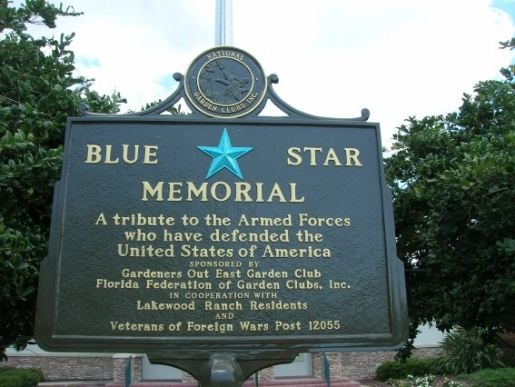 NATIONAL
GARDEN CLUBS, INC.
BLUE STAR
MEMORIAL
A tribute to the Armed Forces
who have defended the
United States of America
SPONSORED BY
Gardeners Out East Garden Club
Florida Federation of Garden Clubs, Inc.
IN COOPERATION WITH
Lakewood Ranch Residents
AND
Veterans of Foreign Wars Post 12055